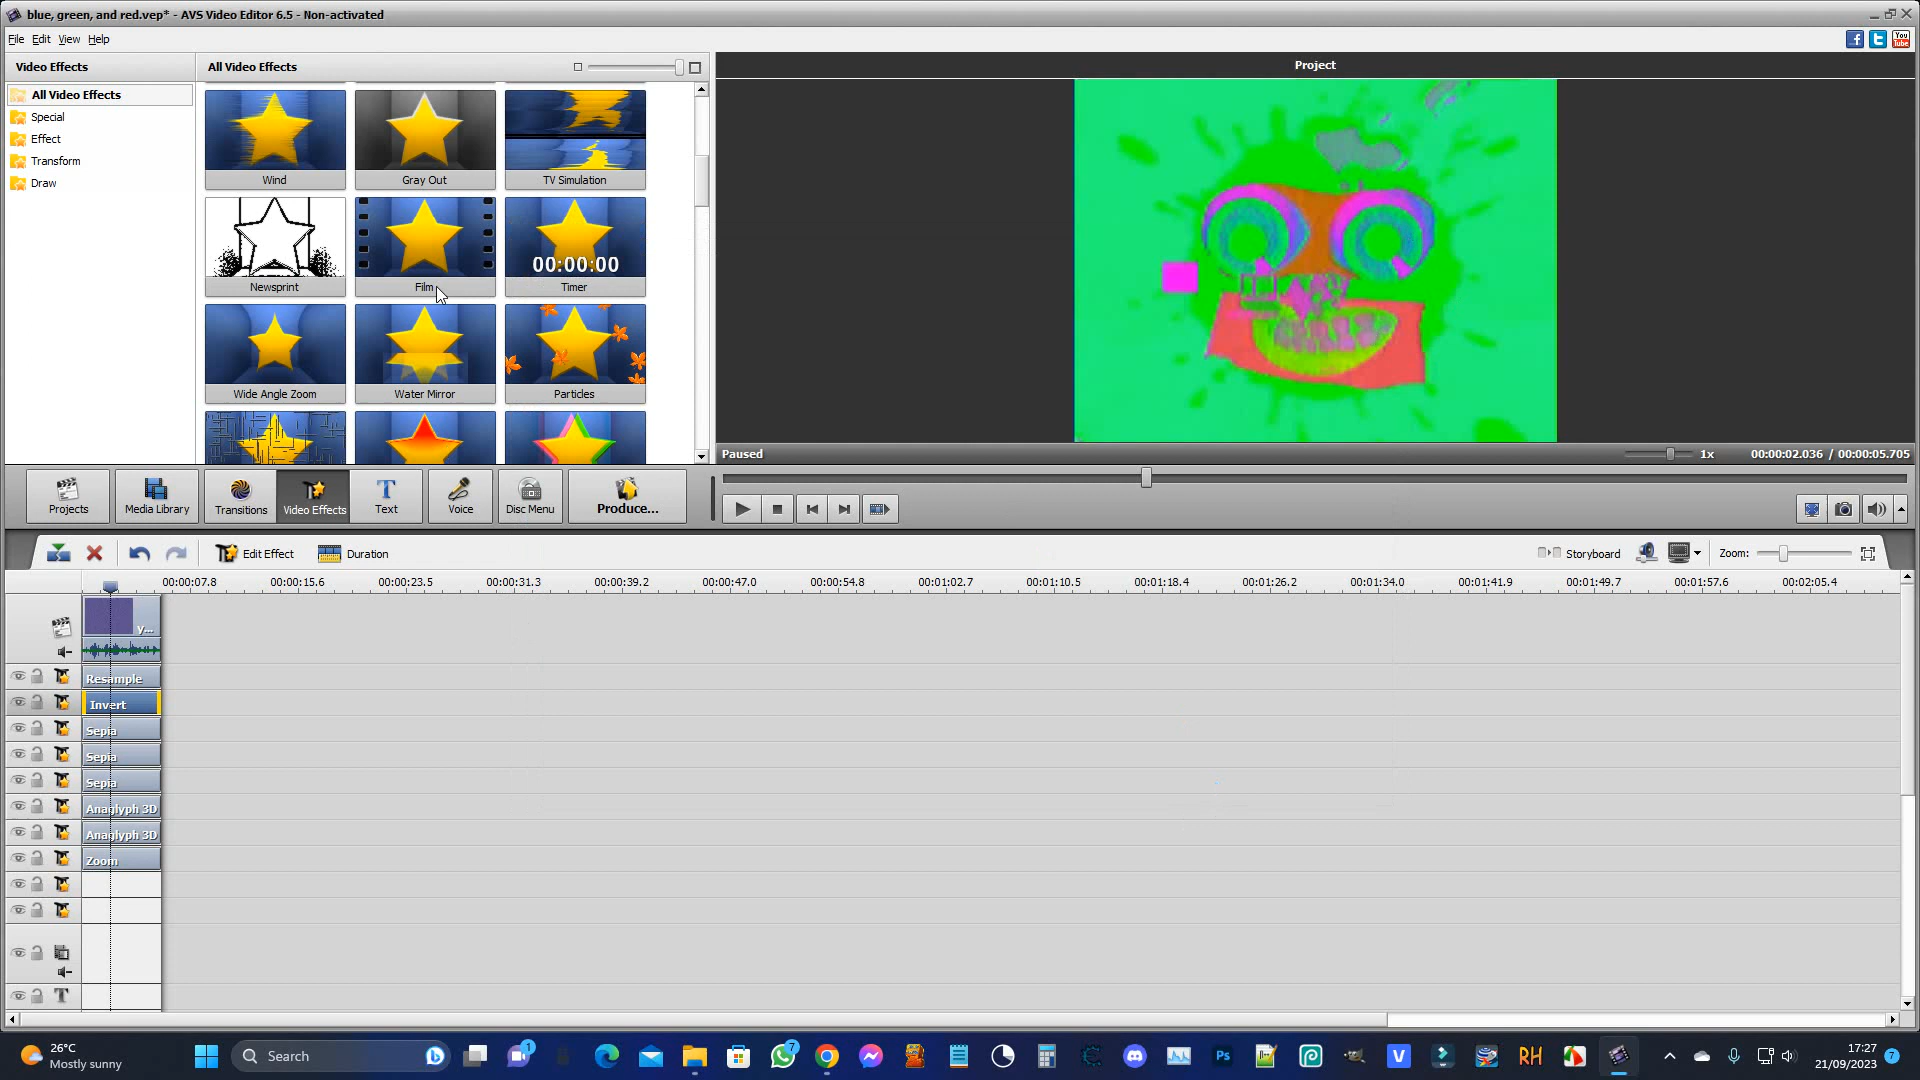 blue, green, and red.vep* - AVS Video Editor 6.5 - Non-activated
File Edit View Help
Video Effects
All Video Effects
Special
Effect
Transform
Draw
All Video Effects
Wind
Gray Out
TV Simulation
Newsprint
Film
00:00:00
Timer
Wide Angle Zoom
Water Mirror
Particles
Project
Paused
1x
00:00:02.036 / 00:00:05.705
Projects
Media Library
Transitions
Video Effects
Text
Voice
Disc Menu
Produce...
Edit Effect
Duration
Storyboard
Zoom:
00:00:07.8 00:00:15.6 00:00:23.5 00:00:31.3 00:00:39.2 00:00:47.0 00:00:54.8 00:01:02.7 00:01:10.5 00:01:18.4 00:01:26.2 00:01:34.0 00:01:41.9 00:01:49.7 00:01:57.6 00:02:05.4
y...
Resample
Invert
Sepia
Sepia
Sepia
Anaglyph 3D
Anaglyph 3D
Zoom
26°C
Mostly sunny
Search
1
7
Ps
V
RH
17:27
21/09/2023
7